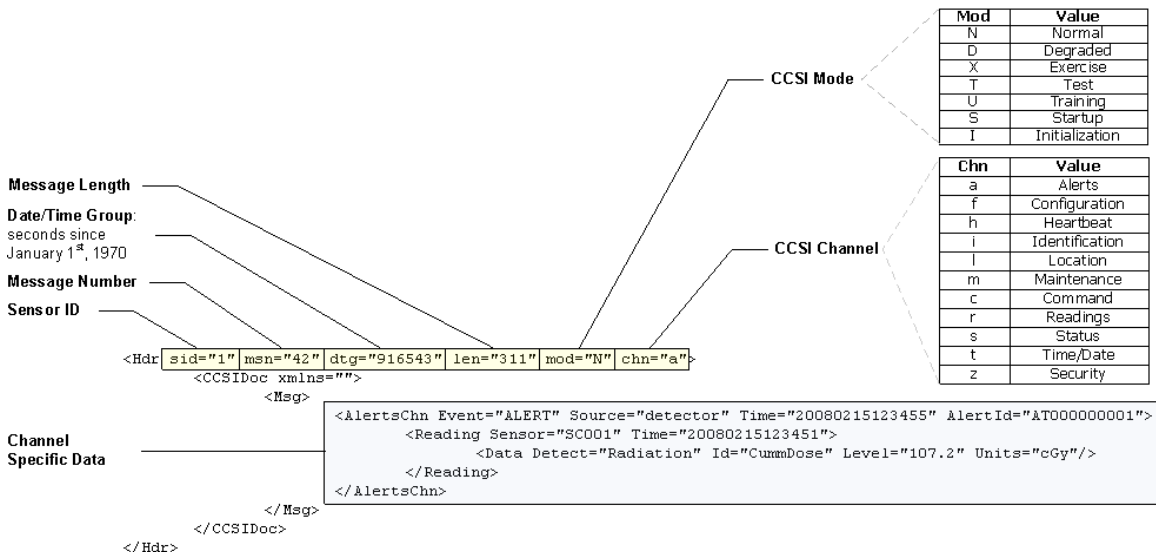 Mod Value
N Normal
D Degraded
X Exercise
T Test
U Training
S Startup
I Initialization
CCSI Mode
Chn Value
a Alerts
f Configuration
h Heartbeat
i Identification
l Location
m Maintenance
c Command
r Readings
s Status
t Time/Date
z Security
CCSI Channel
Message Length
Date/Time Group:
seconds since
January 1st, 1970
Message Number
Sensor ID
<Hdr sid="1" msn="42" dtg="916543" len="311" mod="N" chn="a">
<CCSIDoc xmlns="">
<Msg>
Channel
Specific Data
<AlertsChn Event="ALERT" Source="detector" Time="20080215123455" AlertId="AT000000001">
<Reading Sensor="SC001" Time="20080215123451">
<Data Detect="Radiation" Id="CummDose" Level="107.2" Units="cGy"/>
</Reading>
</AlertsChn>
</Msg>
</CCSIDoc>
</Hdr>